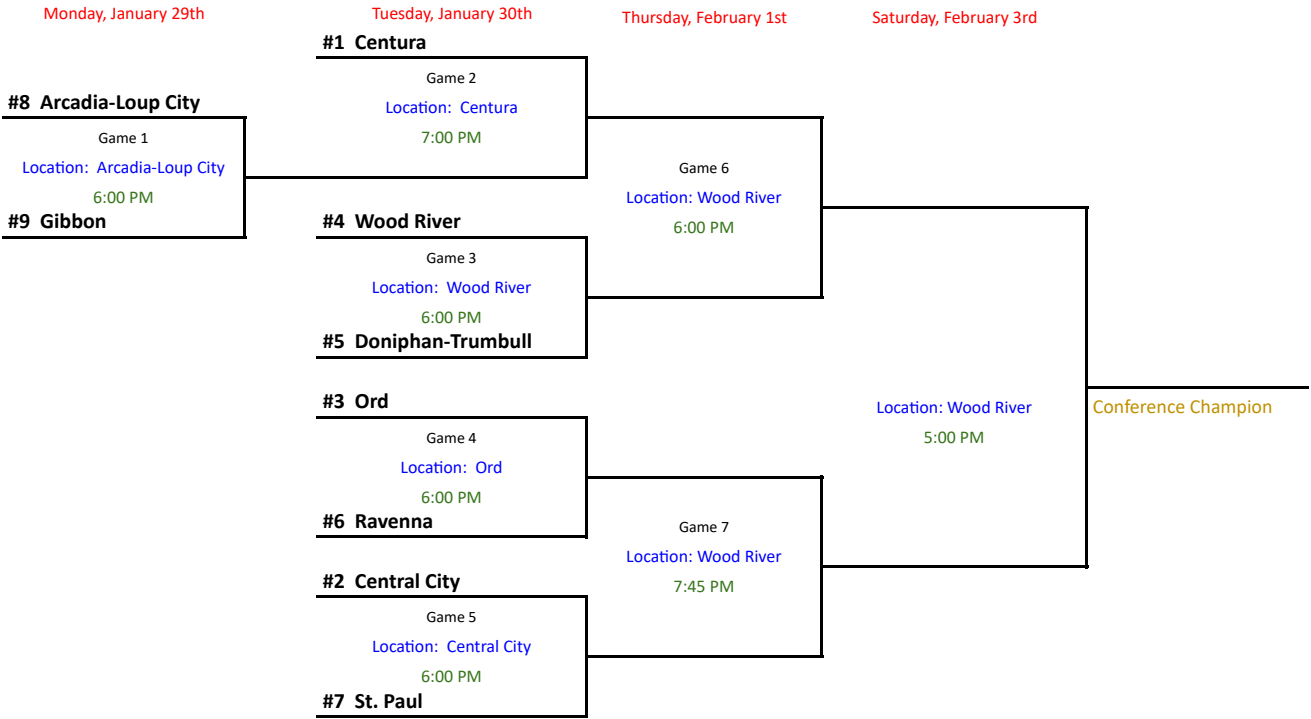 Monday, January 29th
Tuesday, January 30th
Thursday, February 1st
Saturday, February 3rd
#8  Arcadia-Loup City
Game 1
Location:  Arcadia-Loup City
6:00 PM
#9  Gibbon
#1  Centura
Game 2
Location:  Centura
7:00 PM
#4  Wood River
Game 3
Location:  Wood River
6:00 PM
#5  Doniphan-Trumbull
#3  Ord
Game 4
Location:  Ord
6:00 PM
#6  Ravenna
#2  Central City
Game 5
Location:  Central City
6:00 PM
#7  St. Paul
Game 6
Location: Wood River
6:00 PM
Game 7
Location: Wood River
7:45 PM
Location: Wood River
5:00 PM
Conference Champion